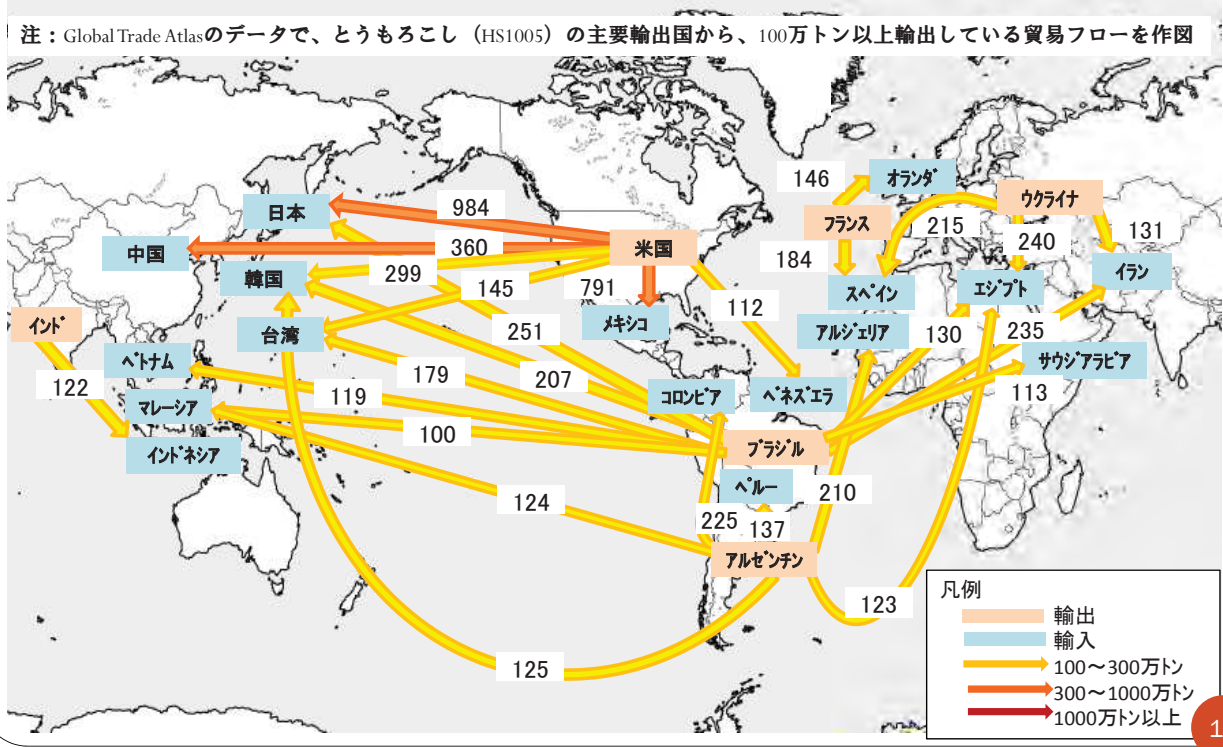 注：Global Trade Atlasのデータで、とうもろこし（HS1005）の主要輸出国から、100万トン以上輸出している貿易フローを作図
146
オランダ
ウクライナ
日本
984
フランス
215
240
131
中国
360
米国
184
イラン
韓国
299
145
791
112
スペイン
エジプト
インド
台湾
251
メキシコ
アルジェリア
130
235
サウジアラビア
ベトナム
122
179
207
コロンビア
ベネズエラ
113
マレーシア
119
100
インドネシア
ブラジル
124
ペルー
210
225
137
アルゼンチン
123
125
凡例
輸出
輸入
100～300万トン
300～1000万トン
1000万トン以上
1